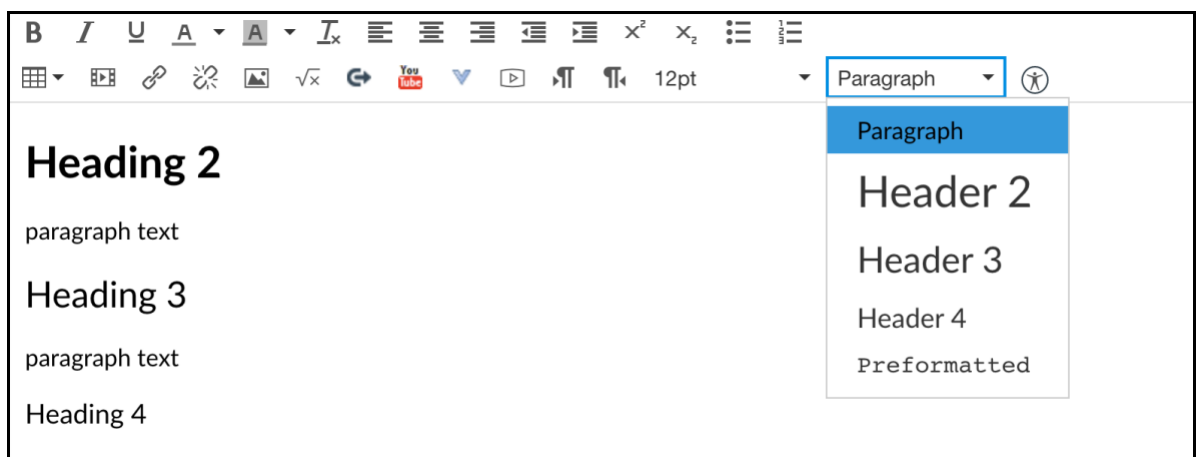 B I U A A Tx x² x₂
√x You Tube V 12pt Paragraph
Paragraph
Header 2
Header 3
Header 4
Preformatted
Heading 2
paragraph text
Heading 3
paragraph text
Heading 4